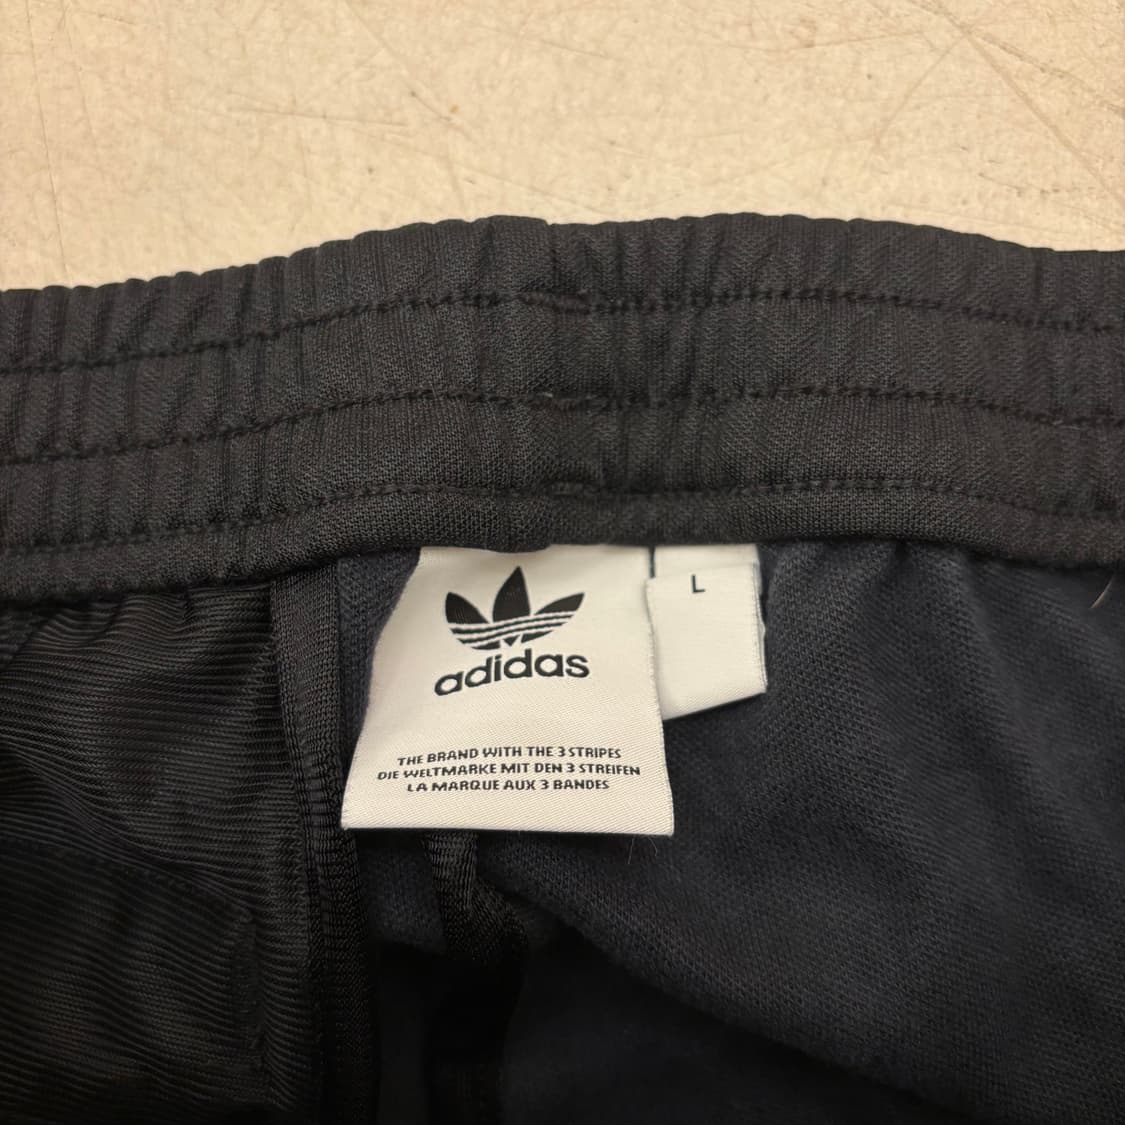 adidas
L
THE BRAND WITH THE 3 STRIPES
DIE WELTMARKE MIT DEN 3 STREIFEN
LA MARQUE AUX 3 BANDES